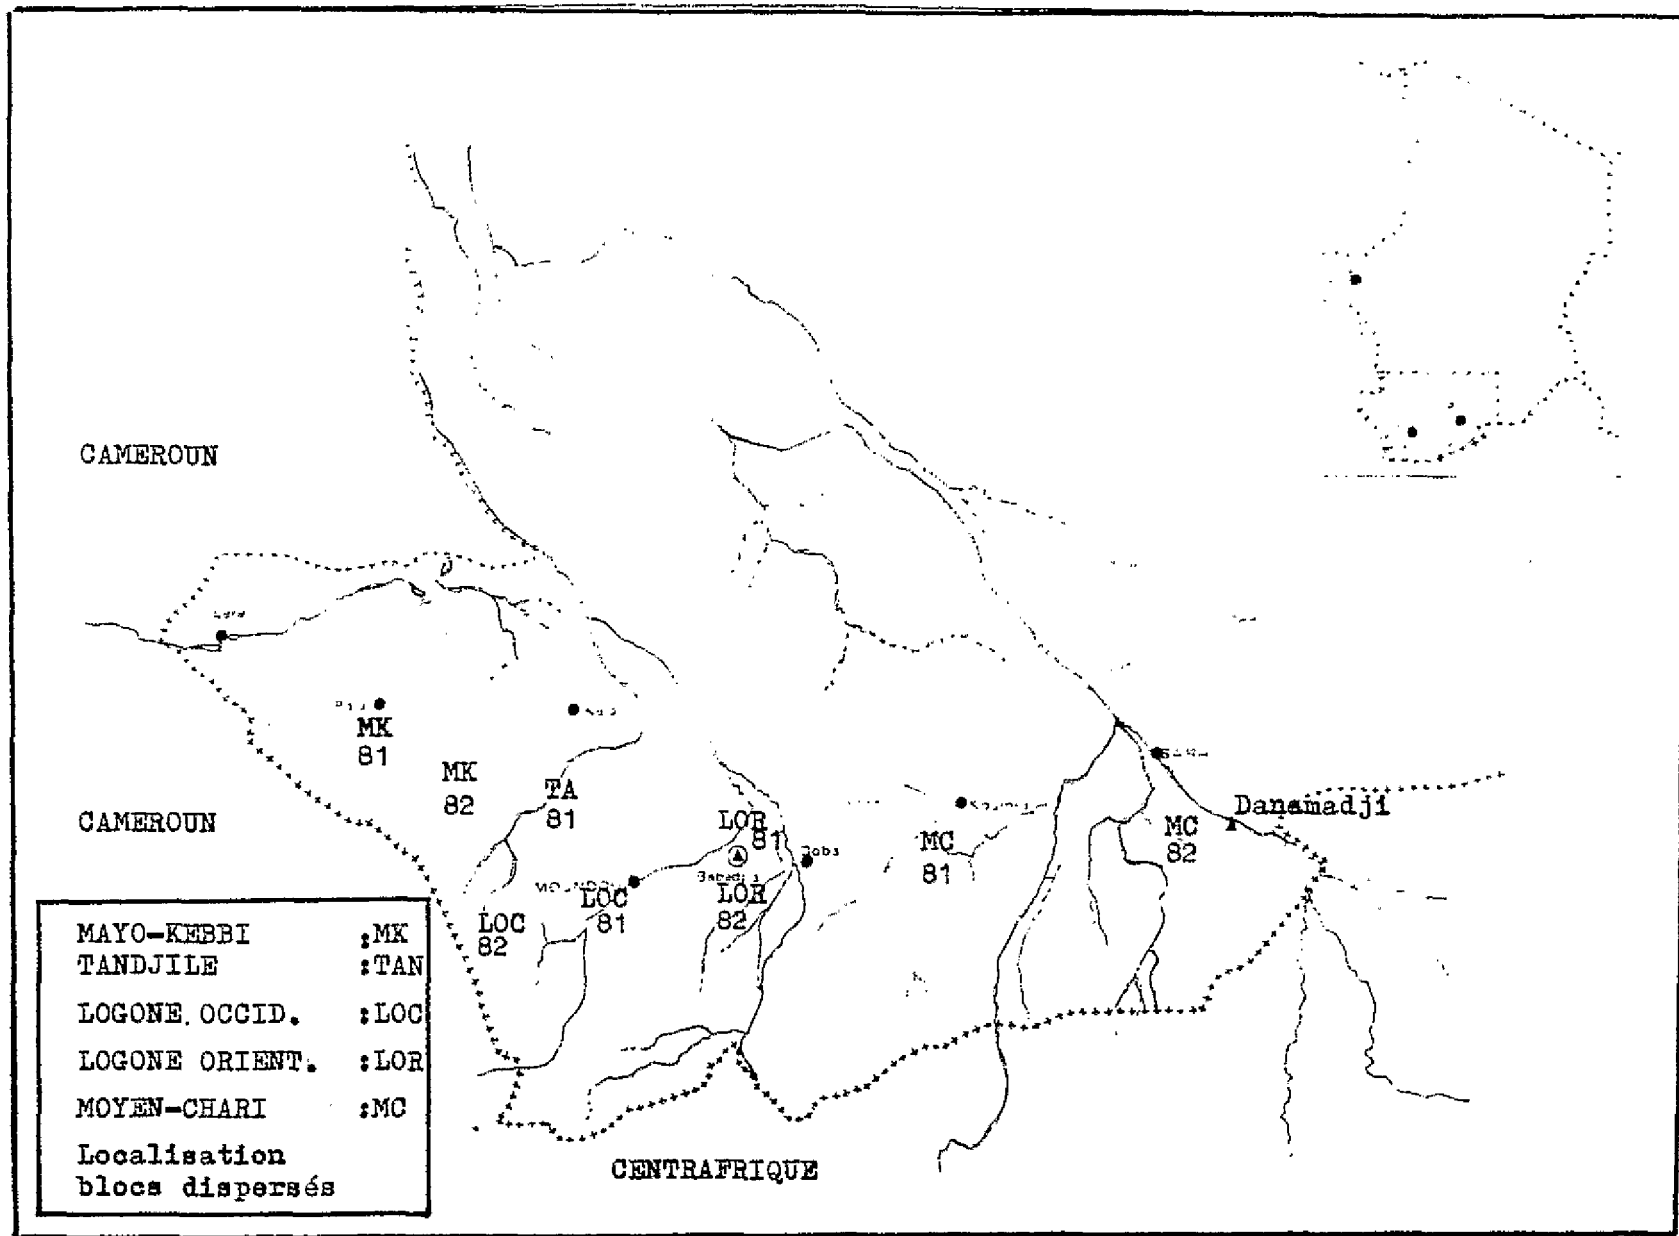 CAMEROUN
MK
81
MK
82
TA
81
LOR
81
MC
81
Danamadji
MC
82
CAMEROUN
LOC
81
LOR
82
LOC
82
MAYO-KEBBI :MK
TANDJILE :TAN
LOGONE OCCID. :LOC
LOGONE ORIENT. :LOR
MOYEN-CHARI :MC
Localisation
blocs dispersés
CENTRAFRIQUE